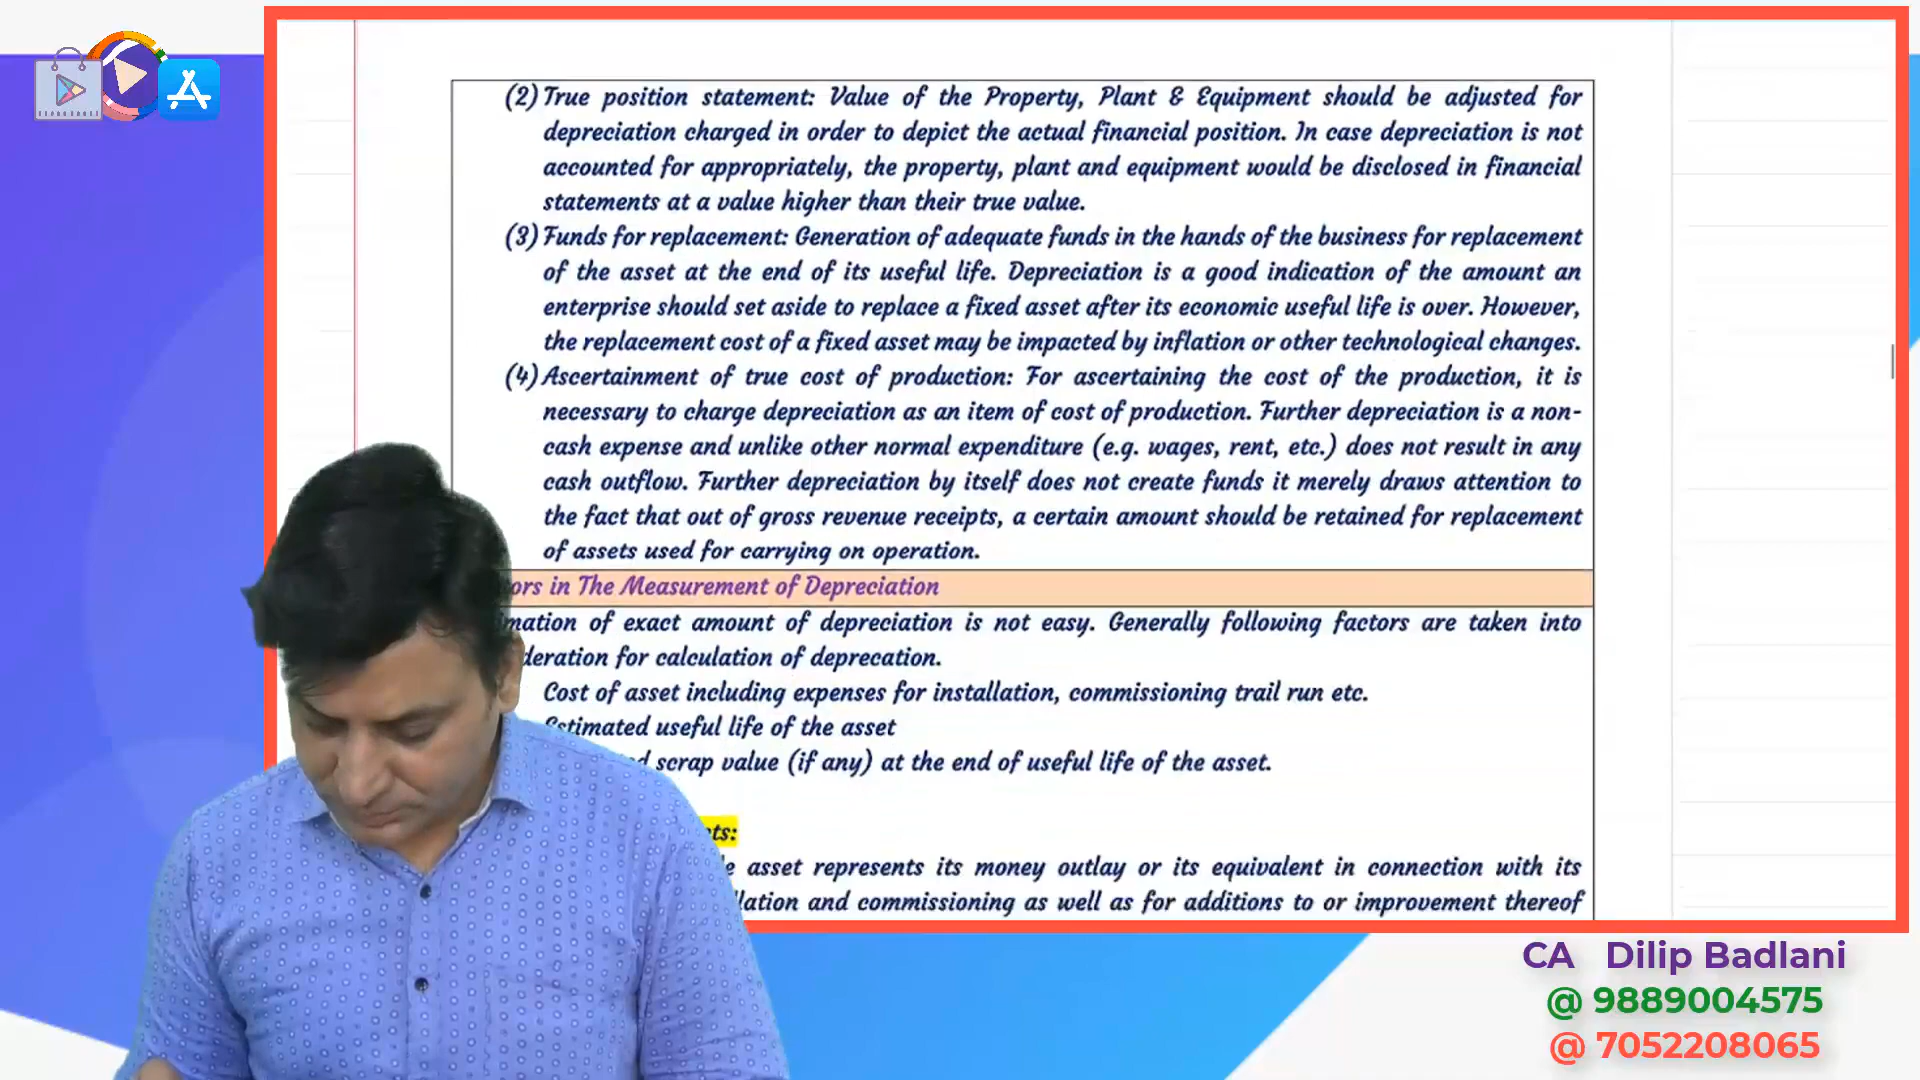 (2) True position statement: Value of the Property, Plant & Equipment should be adjusted for
depreciation charged in order to depict the actual financial position. In case depreciation is not
accounted for appropriately, the property, plant and equipment would be disclosed in financial
statements at a value higher than their true value.
(3) Funds for replacement: Generation of adequate funds in the hands of the business for replacement
of the asset at the end of its useful life. Depreciation is a good indication of the amount an
enterprise should set aside to replace a fixed asset after its economic useful life is over. However,
the replacement cost of a fixed asset may be impacted by inflation or other technological changes.
(4) Ascertainment of true cost of production: For ascertaining the cost of the production, it is
necessary to charge depreciation as an item of cost of production. Further depreciation is a non-
cash expense and unlike other normal expenditure (e.g. wages, rent, etc.) does not result in any
cash outflow. Further depreciation by itself does not create funds it merely draws attention to
the fact that out of gross revenue receipts, a certain amount should be retained for replacement
of assets used for carrying on operation.
ors in The Measurement of Depreciation
mation of exact amount of depreciation is not easy. Generally following factors are taken into
deration for calculation of deprecation.
Cost of asset including expenses for installation, commissioning trail run etc.
Estimated useful life of the asset
scrap value (if any) at the end of useful life of the asset.
ts:
asset represents its money outlay or its equivalent in connection with its
lation and commissioning as well as for additions to or improvement thereof
CA Dilip Badlani
@ 9889004575
@ 7052208065